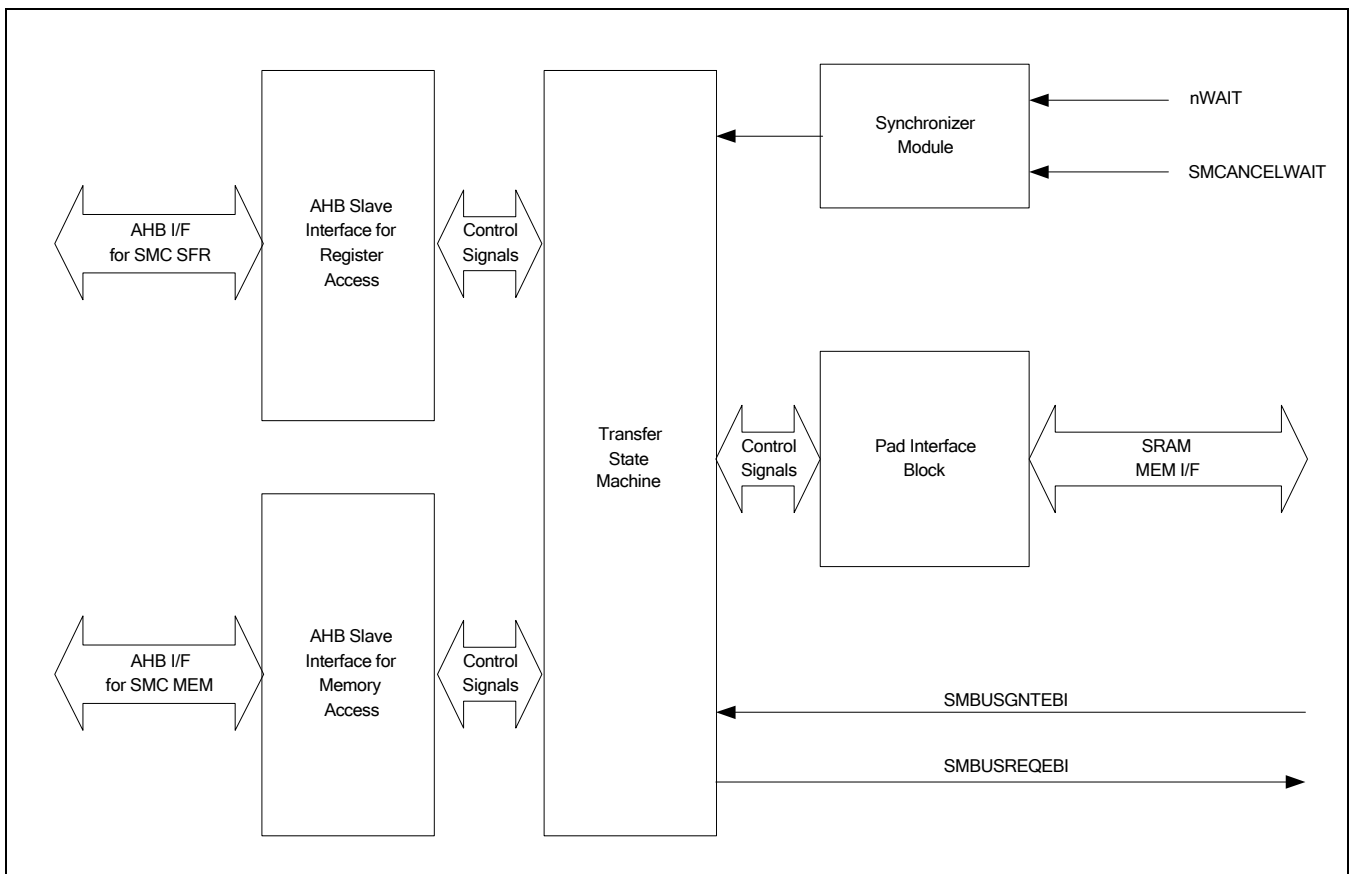 AHB I/F
for SMC SFR
AHB Slave
Interface for
Register
Access
Control
Signals
AHB I/F
for SMC MEM
AHB Slave
Interface for
Memory
Access
Control
Signals
Transfer
State
Machine
Synchronizer
Module
nWAIT
SMCANCELWAIT
Control
Signals
Pad Interface
Block
SRAM
MEM I/F
SMBUSGNTEBI
SMBUSREQEBI